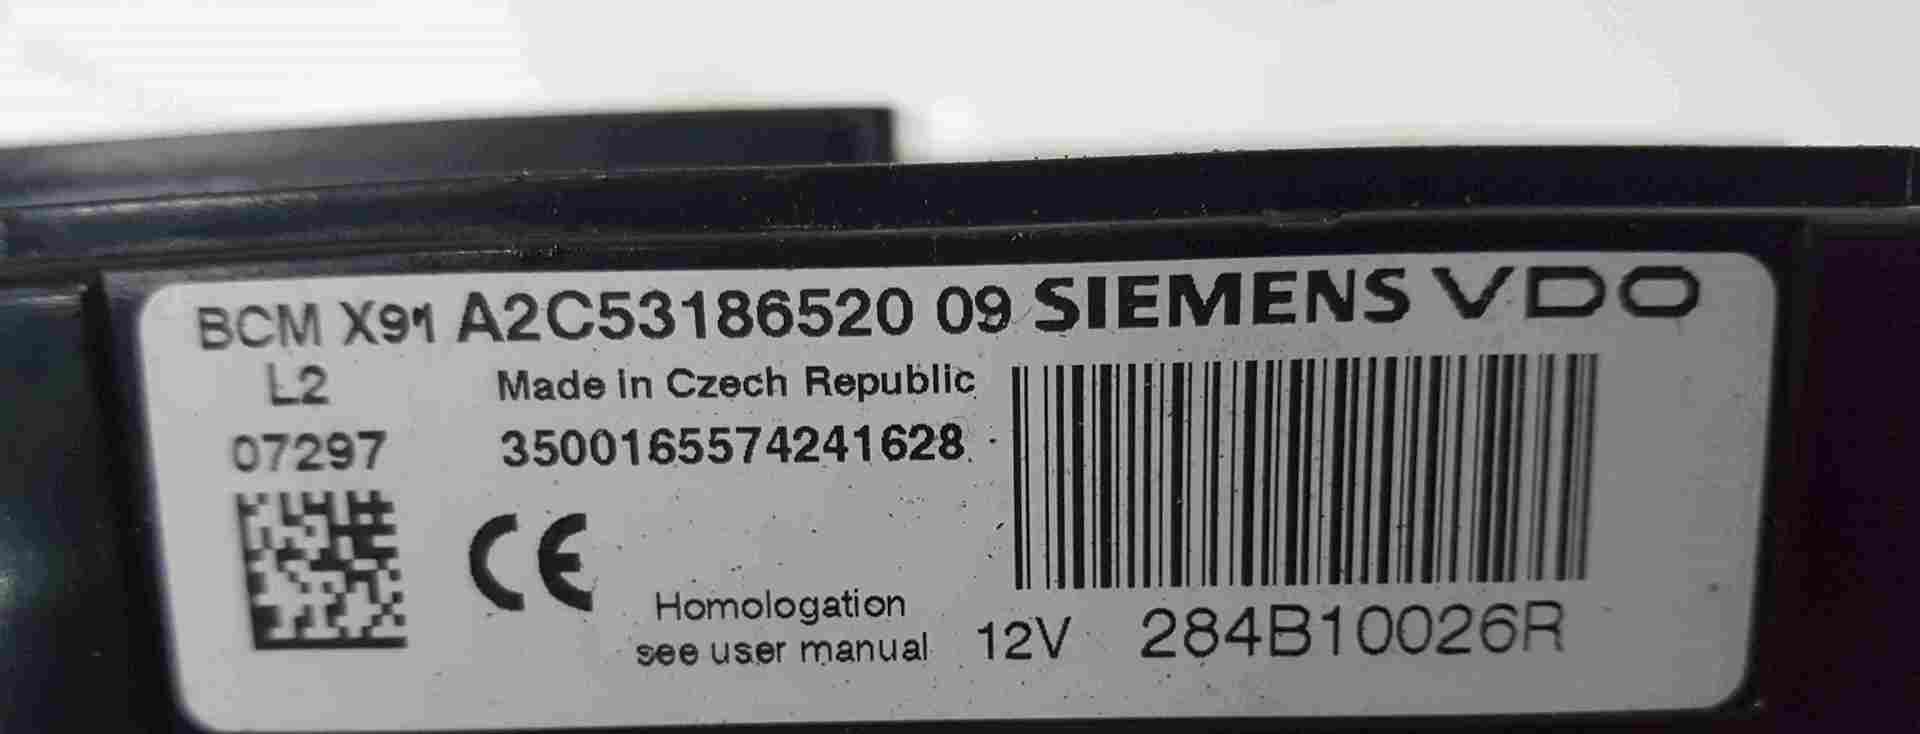 BCM X91 A2C53186520 09 SIEMENS VDO
L2 Made in Czech Republic
07297 3500165574241628
CE
Homologation
see user manual 12V 284B10026R